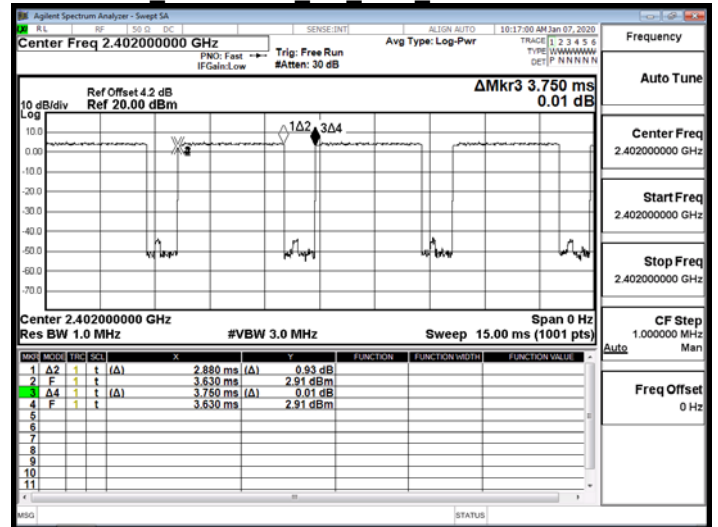 Agilent Spectrum Analyzer - Swept SA
RL RF 50 Ω DC SENSE:INT ALIGN AUTO 10:17:00 AM Jan 07, 2020
Center Freq 2.402000000 GHz
PNO: Fast
IFGain:Low
Trig: Free Run
#Atten: 30 dB
Avg Type: Log-Pwr
TRACE 1 2 3 4 5 6
TYPE WWWWWW
DET P NNNNN
Frequency
Auto Tune
ΔMkr3 3.750 ms
0.01 dB
Ref Offset 4.2 dB
10 dB/div Ref 20.00 dBm
Log
10.0
0.00
-10.0
-20.0
-30.0
-40.0
-50.0
-60.0
-70.0
1Δ2 3Δ4
Center Freq
2.402000000 GHz
Start Freq
2.402000000 GHz
Stop Freq
2.402000000 GHz
CF Step
1.000000 MHz
Auto Man
Freq Offset
0 Hz
Center 2.402000000 GHz Span 0 Hz
Res BW 1.0 MHz #VBW 3.0 MHz Sweep 15.00 ms (1001 pts)
MKR MODE TRC SCL X Y FUNCTION FUNCTION WIDTH FUNCTION VALUE
1 Δ2 1 t (Δ) 2.880 ms (Δ) 0.93 dB
2 F 1 t 3.630 ms 2.91 dBm
3 Δ4 1 t (Δ) 3.750 ms (Δ) 0.01 dB
4 F 1 t 3.630 ms 2.91 dBm
5
6
7
8
9
10
11
MSG STATUS